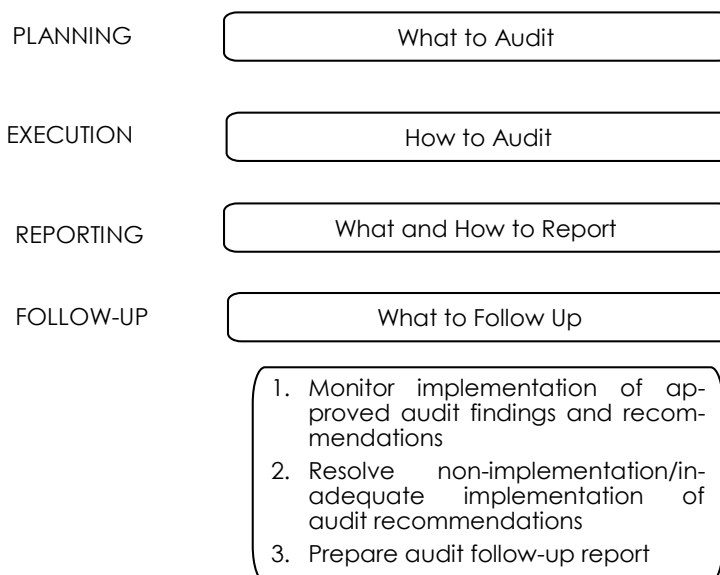 PLANNING
What to Audit
EXECUTION
How to Audit
REPORTING
What and How to Report
FOLLOW-UP
What to Follow Up
1. Monitor implementation of ap-
proved audit findings and recom-
mendations
2. Resolve non-implementation/in-
adequate implementation of
audit recommendations
3. Prepare audit follow-up report